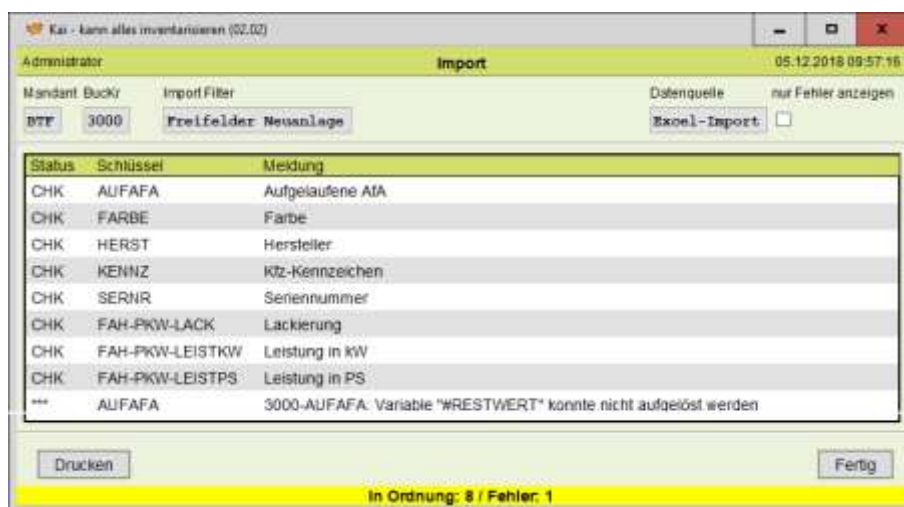 Kai - kann alles inventarisieren (02.02)
Administrator Import 05.12.2018 09:57:16
Mandant BucKr Import Filter Datenquelle nur Fehler anzeigen
BTF 3000 Freifelder Neuanlage Excel-Import
Status Schlüssel Meldung
CHK AUFAFA Aufgelaufene AfA
CHK FARBE Farbe
CHK HERST Hersteller
CHK KENNZ Kfz-Kennzeichen
CHK SERNR Seriennummer
CHK FAH-PKW-LACK Lackierung
CHK FAH-PKW-LEISTKW Leistung in kW
CHK FAH-PKW-LEISTPS Leistung in PS
*** AUFAFA 3000-AUFAFA: Variable "#RESTWERT" konnte nicht aufgelöst werden
Drucken Fertig
In Ordnung: 8 / Fehler: 1